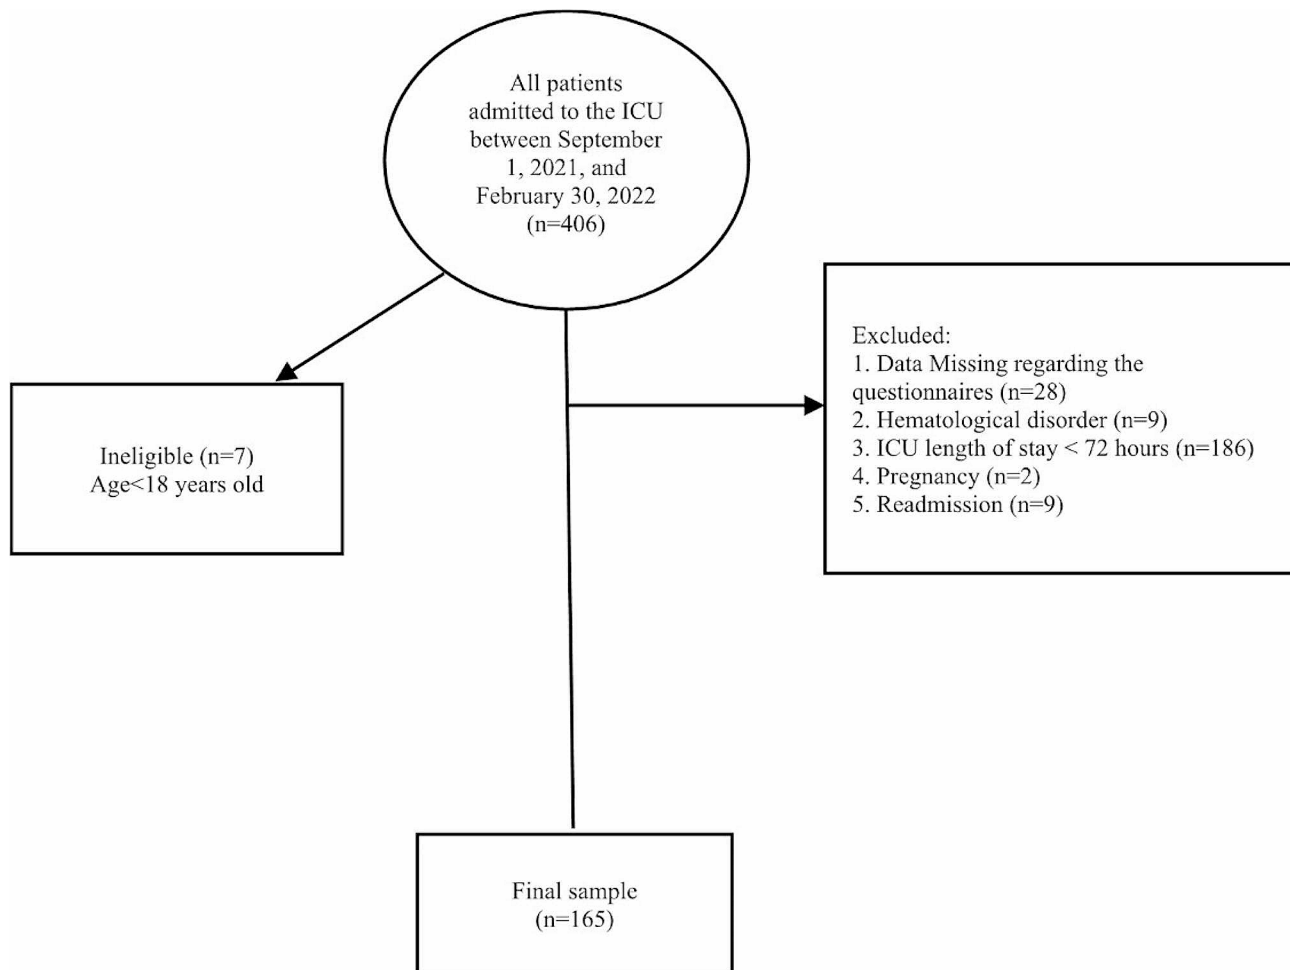 All patients
admitted to the ICU
between September
1, 2021, and
February 30, 2022
(n=406)
Ineligible (n=7)
Age<18 years old
Excluded:
1. Data Missing regarding the
questionnaires (n=28)
2. Hematological disorder (n=9)
3. ICU length of stay < 72 hours (n=186)
4. Pregnancy (n=2)
5. Readmission (n=9)
Final sample
(n=165)